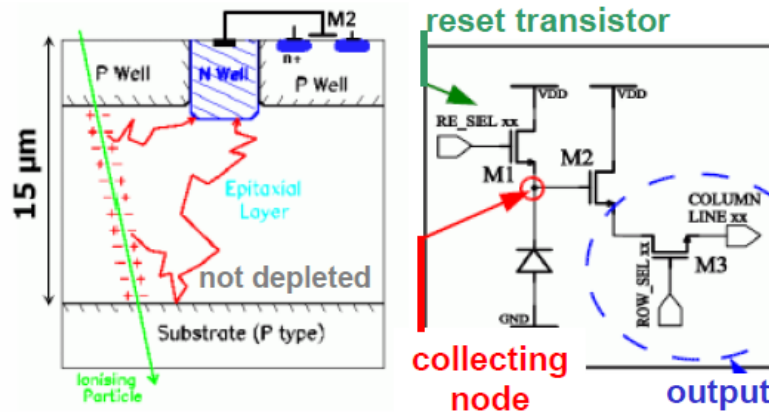 M2
n+
P Well
N Well
P Well
15 µm
Epitaxial
Layer
not depleted
Substrate (P type)
Ionising
Particle
reset transistor
VDD
VDD
RE_SEL xx
M1
M2
COLUMN
LINE xx
ROW_SEL xx
M3
GND
collecting
node
output